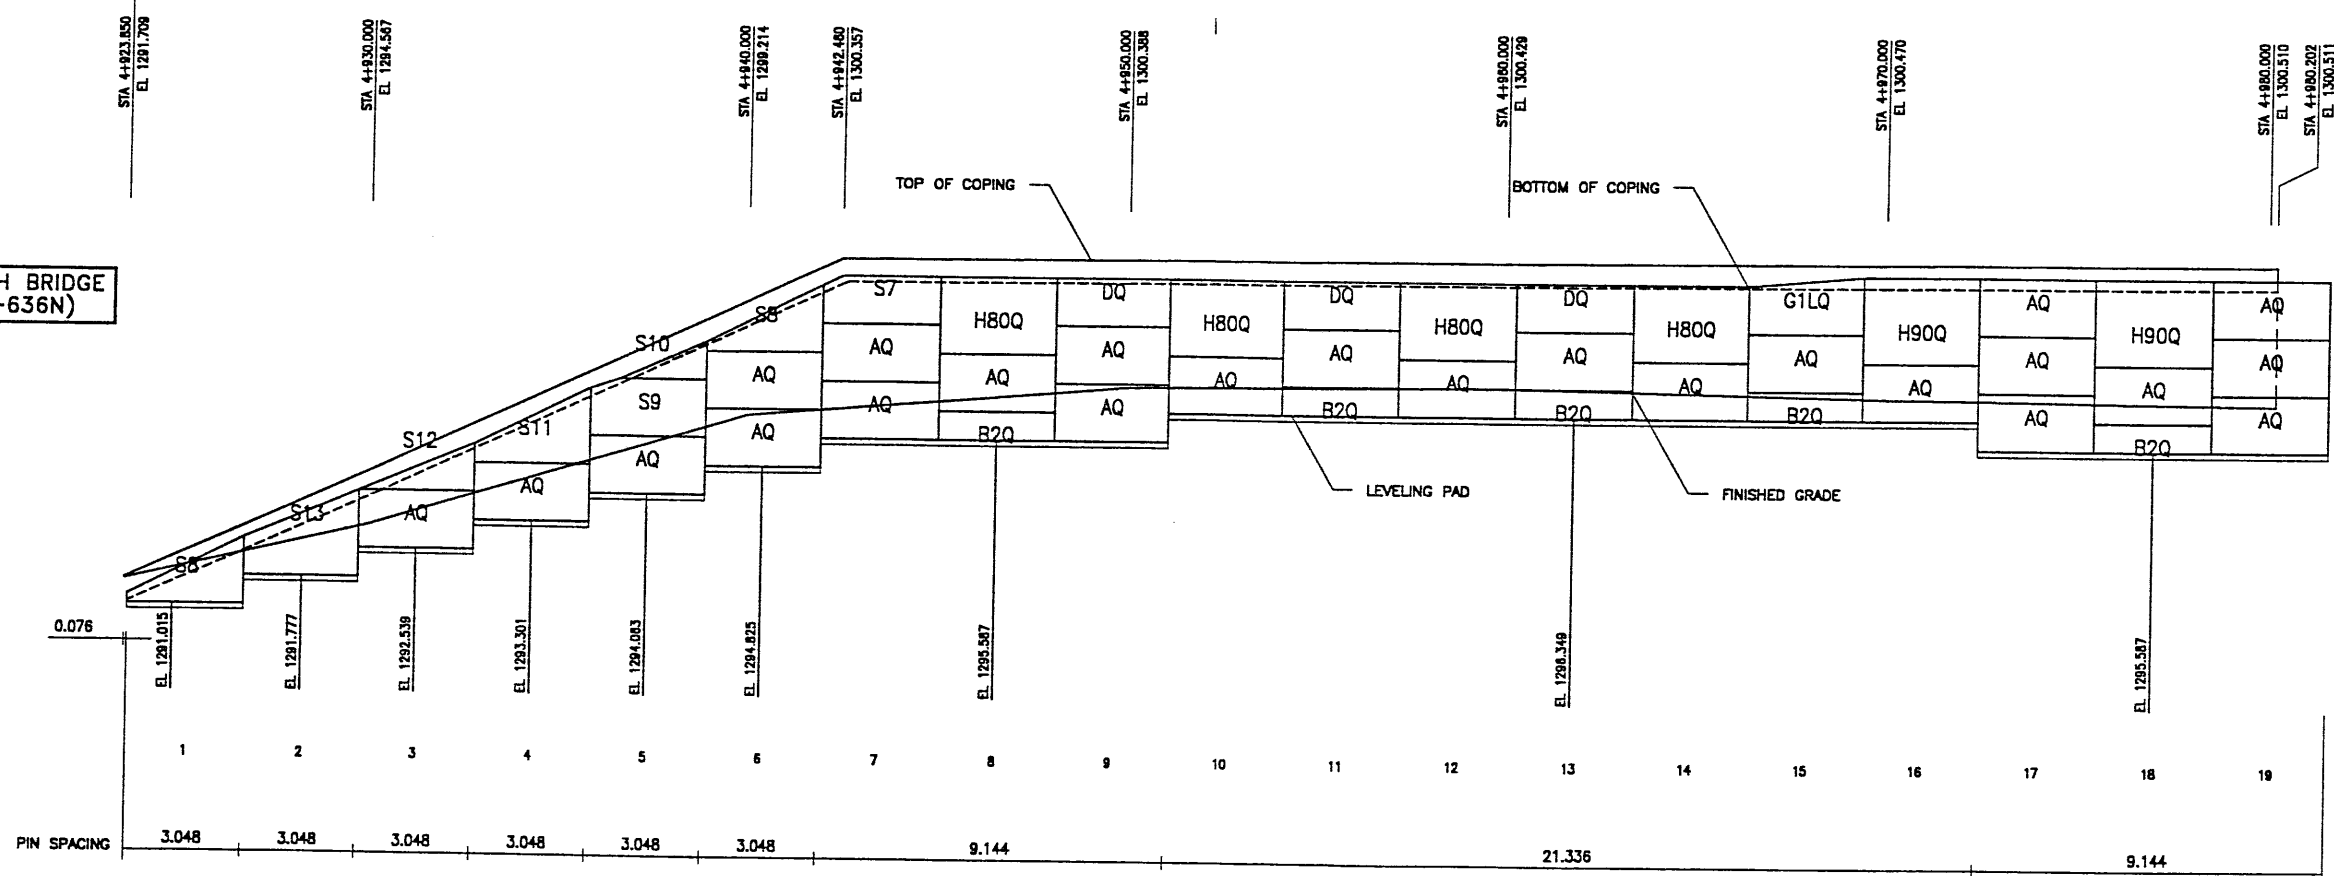 STA 4+923.850
EL 1291.709
STA 4+930.000
EL 1294.567
STA 4+940.000
EL 1299.214
STA 4+942.460
EL 1300.357
STA 4+950.000
EL 1300.388
STA 4+960.000
EL 1300.429
STA 4+970.000
EL 1300.470
STA 4+980.000
EL 1300.510
STA 4+980.202
EL 1300.511
TOP OF COPING
BOTTOM OF COPING
H BRIDGE
-636N)
S7 DQ DQ DQ G1LQ AQ AQ
S8 H80Q H80Q H80Q H80Q H90Q H90Q
S10 AQ AQ AQ AQ AQ AQ AQ
AQ AQ AQ AQ AQ AQ AQ
S9 AQ AQ B2Q B2Q B2Q AQ AQ
S12 S11 AQ AQ B2Q B2Q
S13 AQ AQ
LEVELING PAD
FINISHED GRADE
0.076
EL 1291.015
EL 1291.777
EL 1292.539
EL 1293.301
EL 1294.063
EL 1294.825
EL 1295.587
EL 1296.349
EL 1295.587
1 2 3 4 5 6 7 8 9 10 11 12 13 14 15 16 17 18 19
PIN SPACING 3.048 3.048 3.048 3.048 3.048 3.048 9.144 21.336 9.144